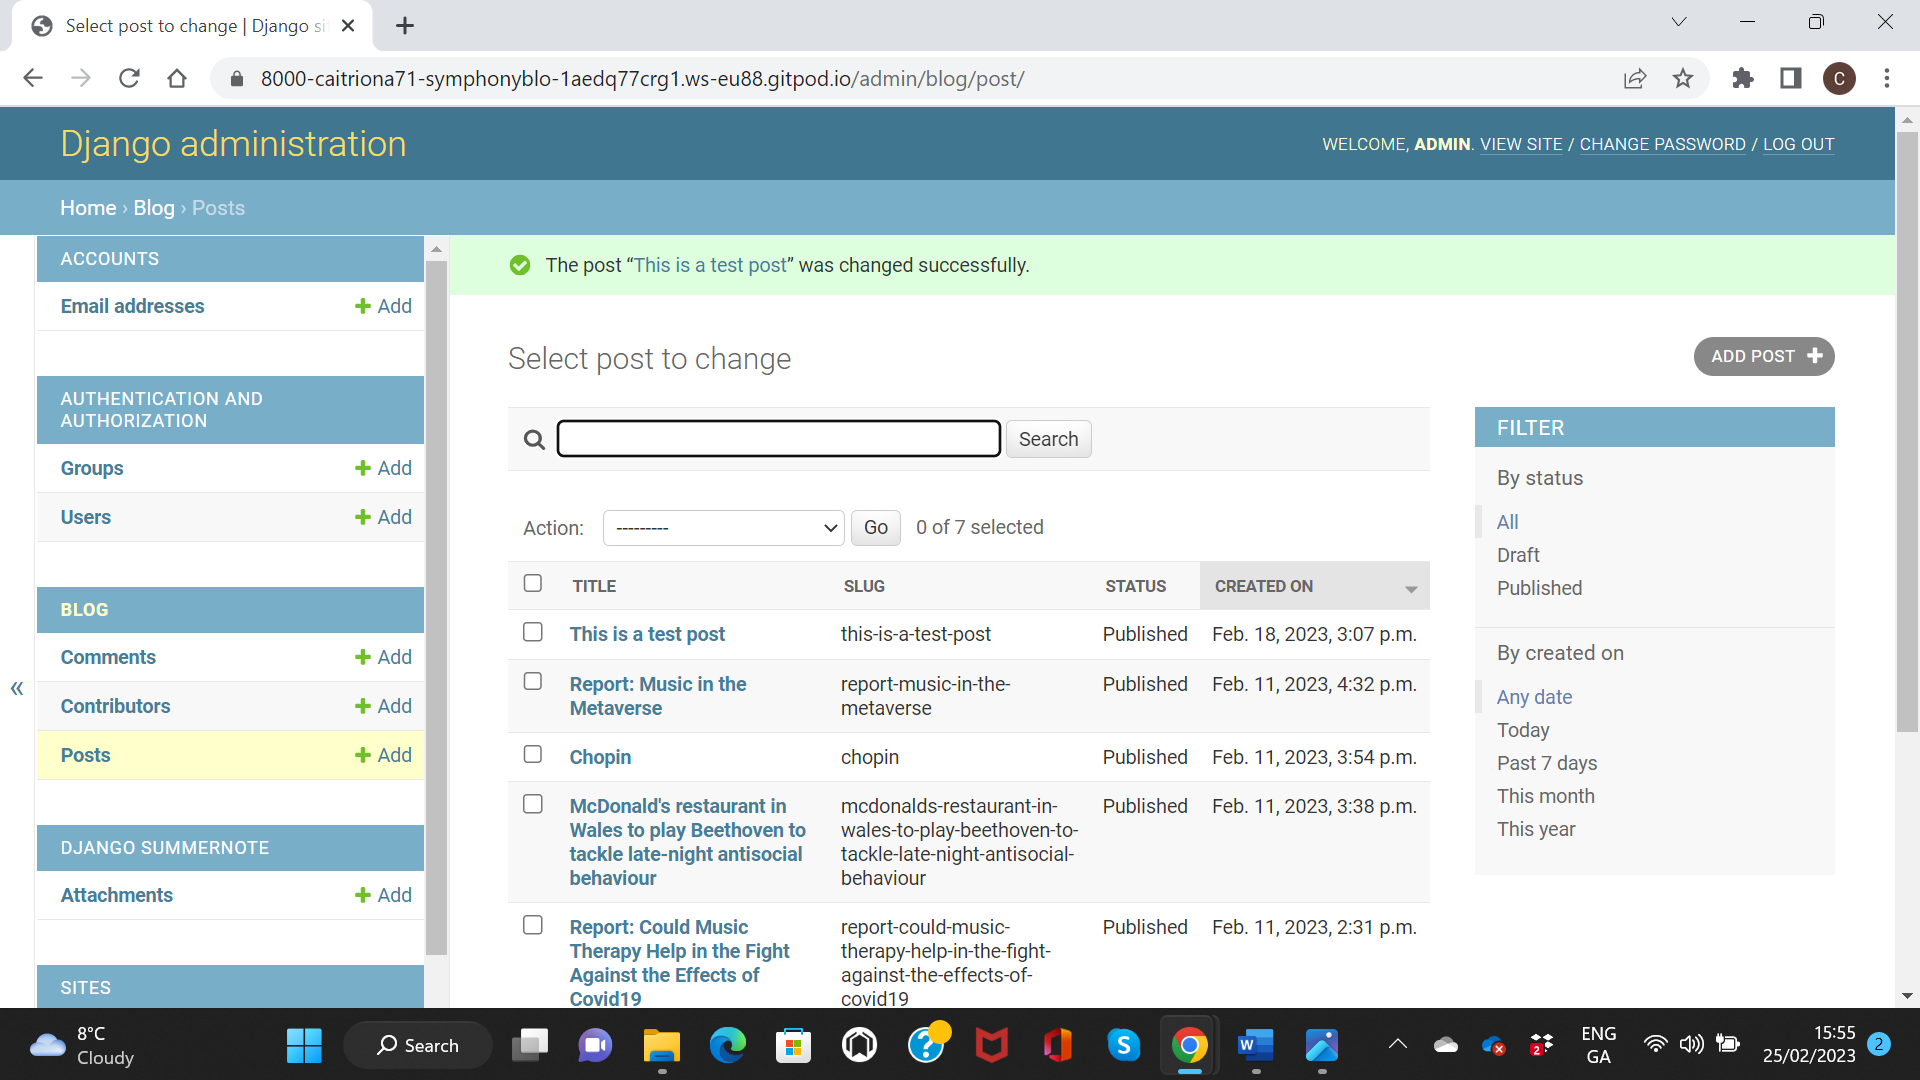 Select post to change | Django si
8000-caitriona71-symphonyblo-1aedq77crg1.ws-eu88.gitpod.io/admin/blog/post/
C
Django administration
WELCOME, ADMIN. VIEW SITE / CHANGE PASSWORD / LOG OUT
Home › Blog › Posts
ACCOUNTS
Email addresses
Add
AUTHENTICATION AND
AUTHORIZATION
Groups
Add
Users
Add
BLOG
Comments
Add
Contributors
Add
Posts
Add
DJANGO SUMMERNOTE
Attachments
Add
SITES
«
The post “This is a test post” was changed successfully.
Select post to change
ADD POST
Search
Action:
---------
Go
0 of 7 selected
TITLE SLUG STATUS CREATED ON
This is a test post this-is-a-test-post Published Feb. 18, 2023, 3:07 p.m.
Report: Music in the report-music-in-the- Published Feb. 11, 2023, 4:32 p.m.
Metaverse metaverse
Chopin chopin Published Feb. 11, 2023, 3:54 p.m.
McDonald's restaurant in mcdonalds-restaurant-in- Published Feb. 11, 2023, 3:38 p.m.
Wales to play Beethoven to wales-to-play-beethoven-to-
tackle late-night antisocial tackle-late-night-antisocial-
behaviour behaviour
Report: Could Music report-could-music- Published Feb. 11, 2023, 2:31 p.m.
Therapy Help in the Fight therapy-help-in-the-fight-
Against the Effects of against-the-effects-of-
Covid19 covid19
FILTER
By status
All
Draft
Published
By created on
Any date
Today
Past 7 days
This month
This year
8°C
Cloudy
Search
W
S
2
ENG
GA
15:55
25/02/2023
2